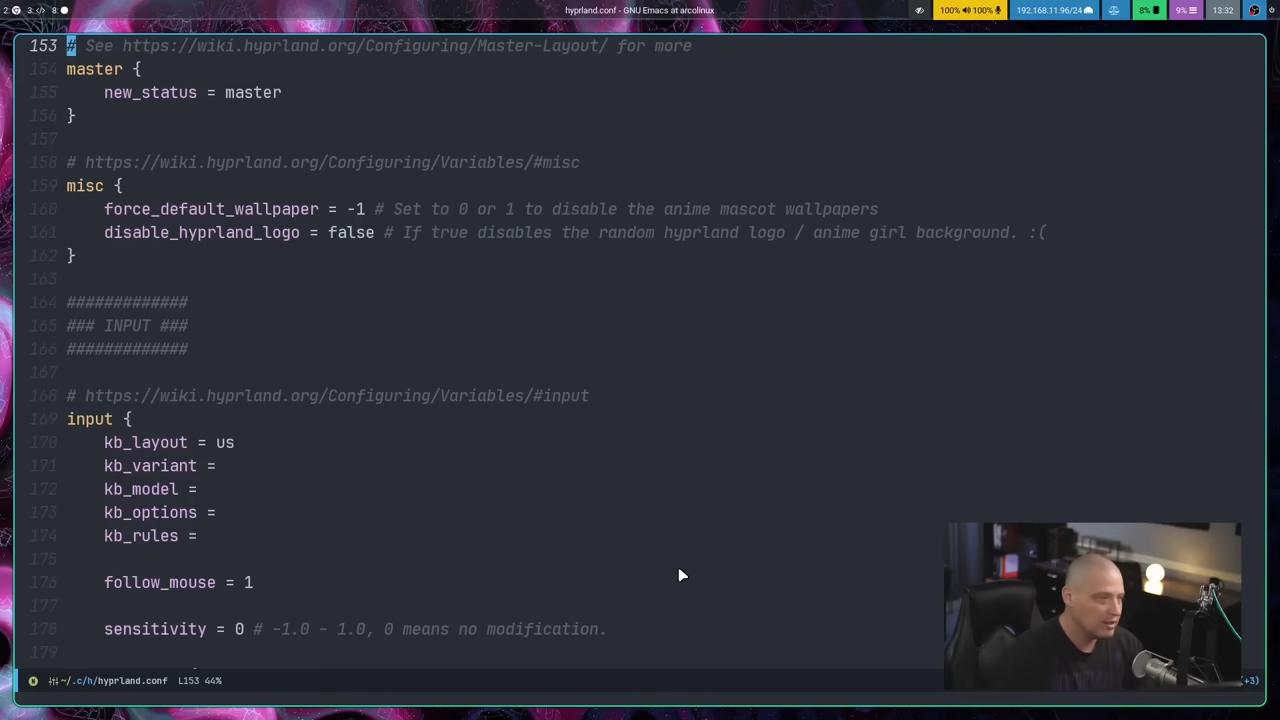 2: 3: 8: hyprland.conf - GNU Emacs at arcolinux 100% 100% 192.168.11.96/24 8% 9% 13:32
153 # See https://wiki.hyprland.org/Configuring/Master-Layout/ for more
154 master {
155 new_status = master
156 }
157
158 # https://wiki.hyprland.org/Configuring/Variables/#misc
159 misc {
160 force_default_wallpaper = -1 # Set to 0 or 1 to disable the anime mascot wallpapers
161 disable_hyprland_logo = false # If true disables the random hyprland logo / anime girl background. :(
162 }
163
164 #############
165 ### INPUT ###
166 #############
167
168 # https://wiki.hyprland.org/Configuring/Variables/#input
169 input {
170 kb_layout = us
171 kb_variant =
172 kb_model =
173 kb_options =
174 kb_rules =
175
176 follow_mouse = 1
177
178 sensitivity = 0 # -1.0 - 1.0, 0 means no modification.
179
N ~/.c/h/hyprland.conf L153 44% (+3)